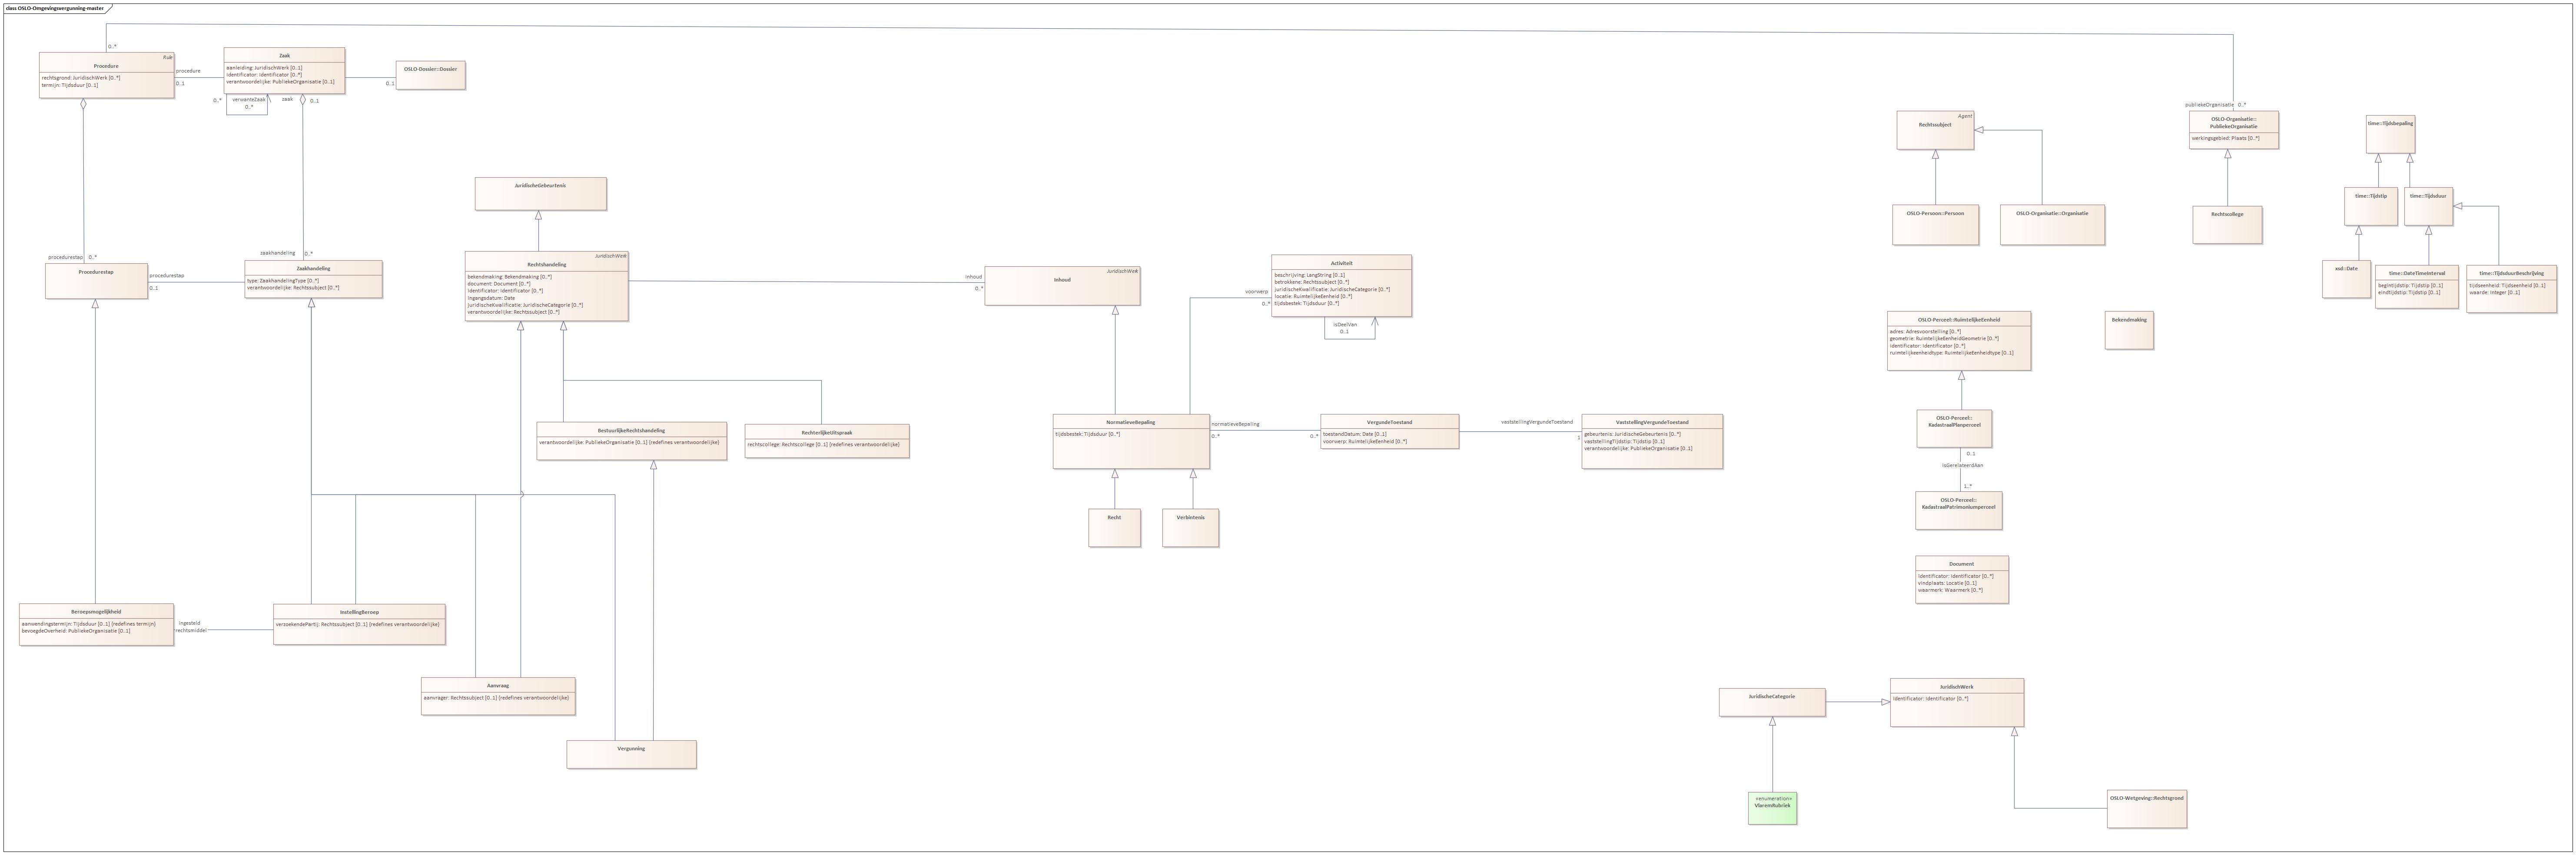 class OSLO-Omgevingsvergunning-master
0..*
Rule
Procedure
rechtsgrond: JuridischWerk [0..*]
termijn: Tijdsduur [0..1]
procedure
0..1
Zaak
aanleiding: JuridischWerk [0..1]
identificator: Identificator [0..*]
verantwoordelijke: PubliekeOrganisatie [0..1]
0..*
verwanteZaak
0..*
zaak
0..1
0..1
OSLO-Dossier::Dossier
publiekeOrganisatie
0..*
OSLO-Organisatie::
PubliekeOrganisatie
werkingsgebied: Plaats [0..*]
Agent
Rechtssubject
time::Tijdsbepaling
JuridischeGebeurtenis
time::Tijdstip
time::Tijdsduur
OSLO-Persoon::Persoon
OSLO-Organisatie::Organisatie
Rechtscollege
procedurestap
0..*
Procedurestap
procedurestap
0..1
zaakhandeling
0..*
Zaakhandeling
type: ZaakhandelingType [0..*]
verantwoordelijke: Rechtssubject [0..*]
JuridischWerk
Rechtshandeling
bekendmaking: Bekendmaking [0..*]
document: Document [0..*]
identificator: Identificator [0..*]
ingangsdatum: Date
juridischeKwalificatie: JuridischeCategorie [0..*]
verantwoordelijke: Rechtssubject [0..*]
inhoud
0..*
JuridischWerk
Inhoud
Activiteit
beschrijving: LangString [0..1]
betrokkene: Rechtssubject [0..*]
juridischeKwalificatie: JuridischeCategorie [0..*]
locatie: RuimtelijkeEenheid [0..*]
tijdsbestek: Tijdsduur [0..*]
voorwerp
0..*
isDeelVan
0..1
xsd::Date
time::DateTimeInterval
begintijdstip: Tijdstip [0..1]
eindtijdstip: Tijdstip [0..1]
time::TijdsduurBeschrijving
tijdseenheid: Tijdseenheid [0..1]
waarde: Integer [0..1]
OSLO-Perceel::RuimtelijkeEenheid
adres: Adresvoorstelling [0..*]
geometrie: RuimtelijkeEenheidGeometrie [0..*]
identificator: Identificator [0..*]
ruimtelijkeenheidtype: RuimtelijkeEenheidtype [0..1]
Bekendmaking
BestuurlijkeRechtshandeling
verantwoordelijke: PubliekeOrganisatie [0..1] {redefines verantwoordelijke}
RechterlijkeUitspraak
rechtscollege: Rechtscollege [0..1] {redefines verantwoordelijke}
NormatieveBepaling
tijdsbestek: Tijdsduur [0..*]
normatieveBepaling
0..*
0..*
VergundeToestand
toestandDatum: Date [0..1]
voorwerp: RuimtelijkeEenheid [0..*]
vaststellingVergundeToestand
1
VaststellingVergundeToestand
gebeurtenis: JuridischeGebeurtenis [0..*]
vaststellingTijdstip: Tijdstip [0..1]
verantwoordelijke: PubliekeOrganisatie [0..1]
OSLO-Perceel::
KadastraalPlanperceel
0..1
isGerelateerdAan
1..*
OSLO-Perceel::
KadastraalPatrimoniumperceel
Recht
Verbintenis
Document
identificator: Identificator [0..*]
vindplaats: Locatie [0..1]
waarmerk: Waarmerk [0..*]
Beroepsmogelijkheid
aanwendingstermijn: Tijdsduur [0..1] {redefines termijn}
bevoegdeOverheid: PubliekeOrganisatie [0..1]
ingesteld
rechtsmiddel
InstellingBeroep
verzoekendePartij: Rechtssubject [0..1] {redefines verantwoordelijke}
Aanvraag
aanvrager: Rechtssubject [0..1] {redefines verantwoordelijke}
Vergunning
JuridischeCategorie
JuridischWerk
identificator: Identificator [0..*]
«enumeration»
VlaremRubriek
OSLO-Wetgeving::Rechtsgrond